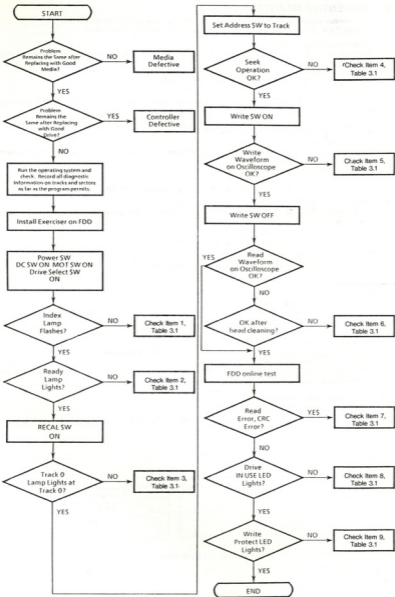 START
Problem
Remains the Same after
Replacing with Good
Media?
NO
Media
Defective
YES
Problem
Remains the
Same after Replacing
with Good
Drive?
YES
Controller
Defective
NO
Run the operating system and
check. Record all diagnostic
information on tracks and sectors
as far as the program permits.
Install Exerciser on FDD
Power SW
DC SW ON MOT SW ON
Drive Select SW
ON
Index
Lamp
Flashes?
NO
Check Item 1,
Table 3.1
YES
Ready
Lamp
Lights?
NO
Check Item 2,
Table 3.1
YES
RECAL SW
ON
Track 0
Lamp Lights at
Track 0?
NO
Check Item 3,
Table 3.1
YES
Set Address SW to Track
Seek
Operation
OK?
NO
Check Item 4,
Table 3.1
YES
Write SW ON
Write
Waveform
on Oscilloscope
OK?
NO
Check Item 5,
Table 3.1
YES
Write SW OFF
Read
Waveform
on Oscilloscope
OK?
YES
NO
OK after
head cleaning?
NO
Check Item 6,
Table 3.1
YES
FDD online test
Read
Error, CRC
Error?
YES
Check Item 7,
Table 3.1
NO
Drive
IN USE LED
Lights?
NO
Check Item 8,
Table 3.1
YES
Write
Protect LED
Lights?
NO
Check Item 9,
Table 3.1
YES
END